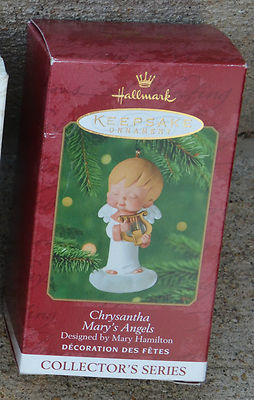 Hallmark
KEEPSAKE
ORNAMENT
Chrysantha
Mary's Angels
Designed by Mary Hamilton
DÉCORATION DES FÊTES
COLLECTOR'S SERIES